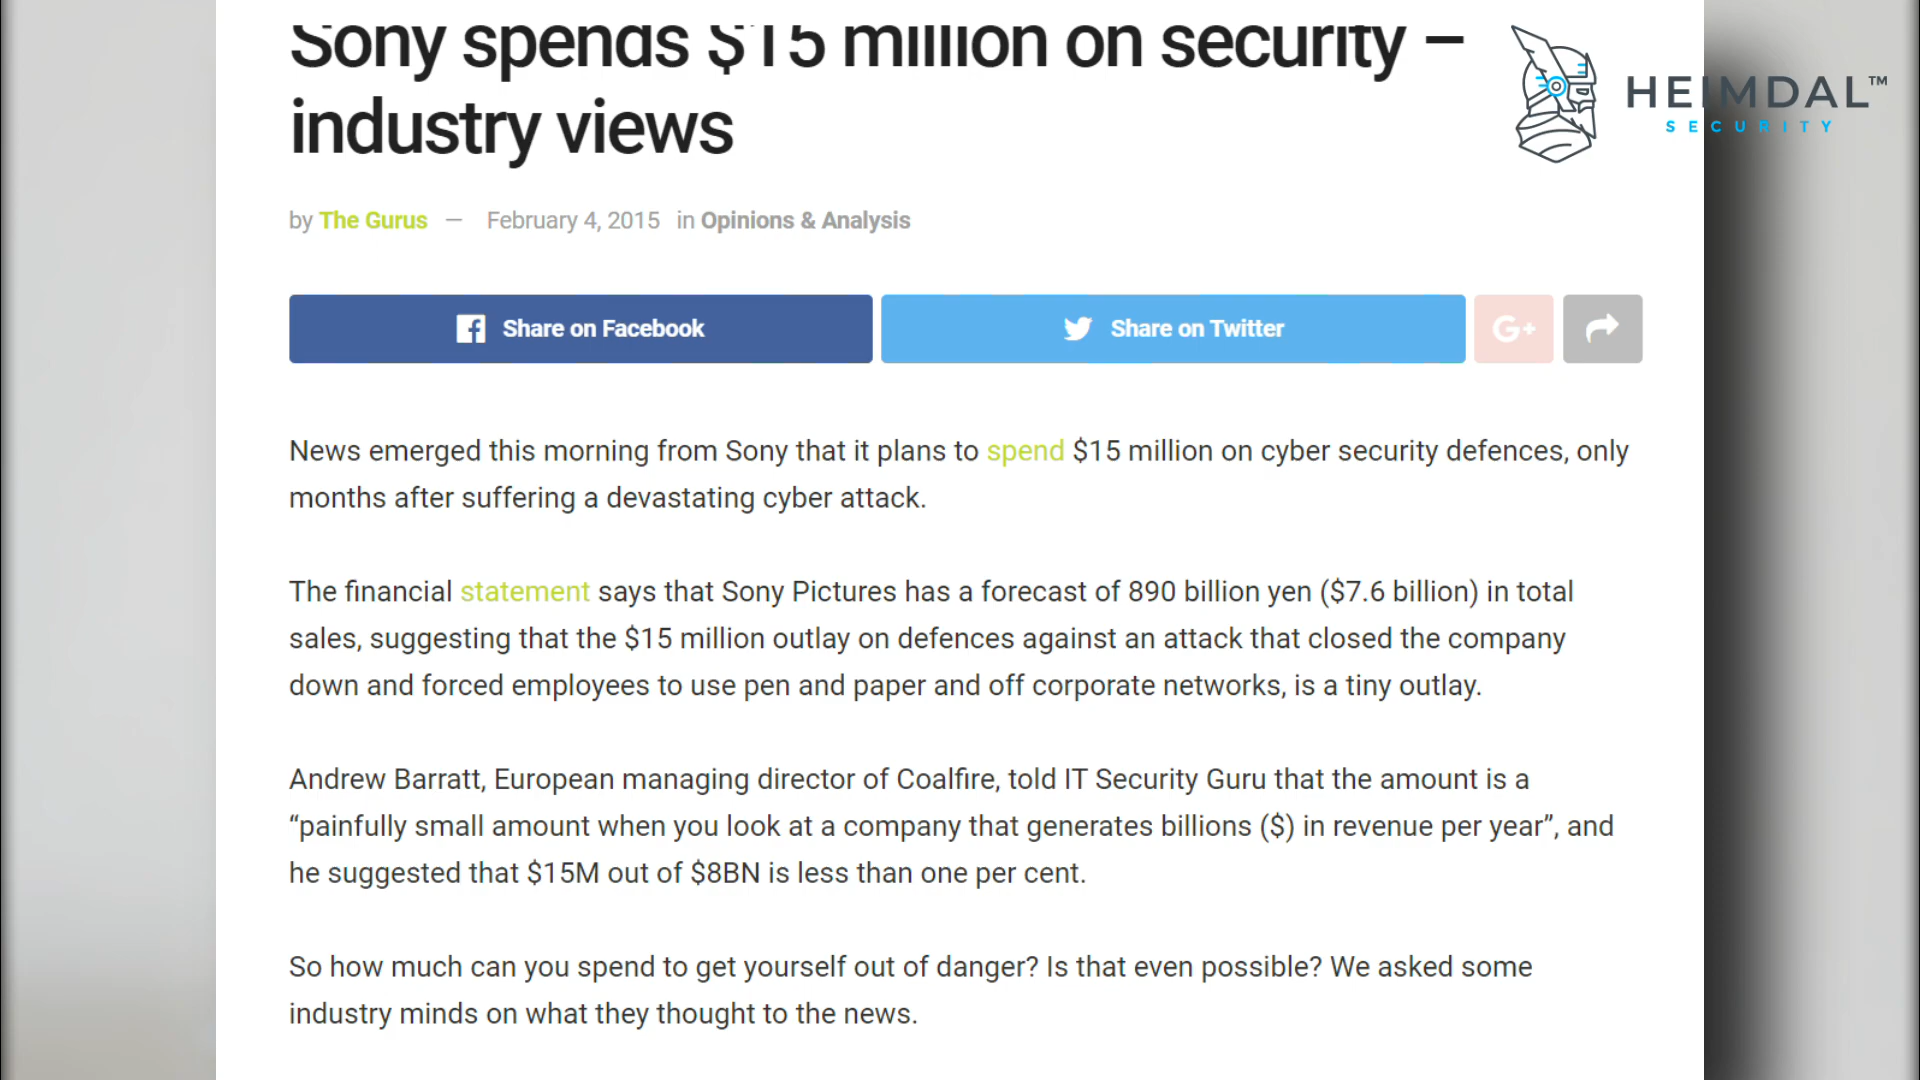 Sony spends $15 million on security –
industry views
HEIMDAL™
SECURITY
by The Gurus — February 4, 2015 in Opinions & Analysis
Share on Facebook
Share on Twitter
G+
News emerged this morning from Sony that it plans to spend $15 million on cyber security defences, only
months after suffering a devastating cyber attack.
The financial statement says that Sony Pictures has a forecast of 890 billion yen ($7.6 billion) in total
sales, suggesting that the $15 million outlay on defences against an attack that closed the company
down and forced employees to use pen and paper and off corporate networks, is a tiny outlay.
Andrew Barratt, European managing director of Coalfire, told IT Security Guru that the amount is a
“painfully small amount when you look at a company that generates billions ($) in revenue per year”, and
he suggested that $15M out of $8BN is less than one per cent.
So how much can you spend to get yourself out of danger? Is that even possible? We asked some
industry minds on what they thought to the news.